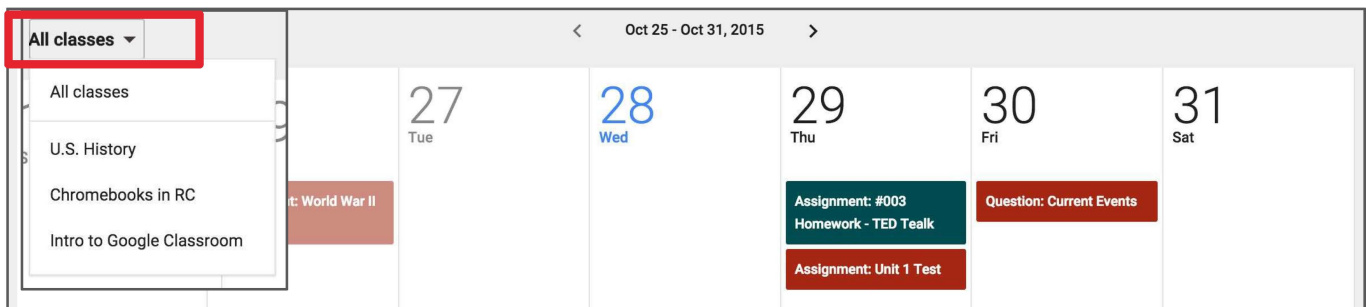 All classes
Oct 25 - Oct 31, 2015
All classes
U.S. History
Chromebooks in RC
Intro to Google Classroom
27
Tue
28
Wed
29
Thu
30
Fri
31
Sat
World War II
Assignment: #003
Homework - TED Tealk
Assignment: Unit 1 Test
Question: Current Events